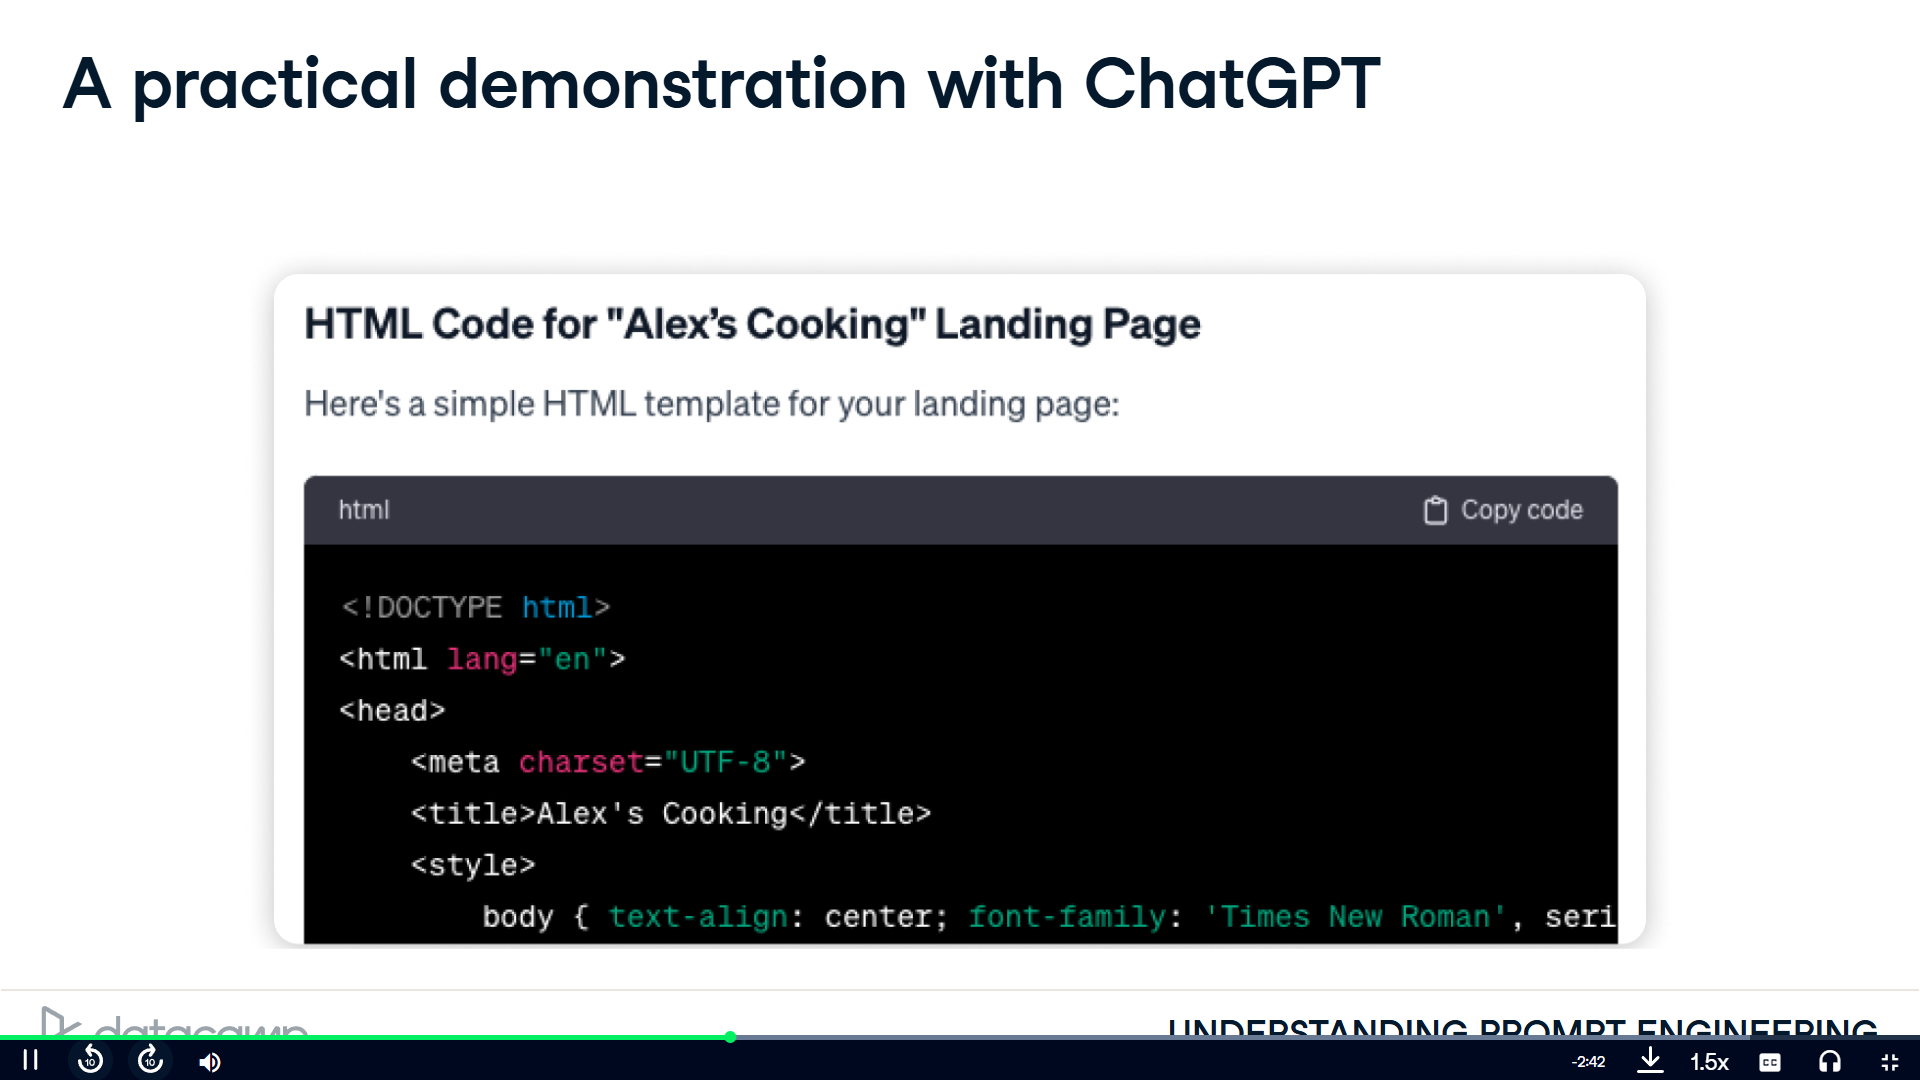 A practical demonstration with ChatGPT
HTML Code for "Alex’s Cooking" Landing Page
Here's a simple HTML template for your landing page:
html
Copy code
<!DOCTYPE html>
<html lang="en">
<head>
<meta charset="UTF-8">
<title>Alex's Cooking</title>
<style>
body { text-align: center; font-family: 'Times New Roman', seri
datacamp
UNDERSTANDING PROMPT ENGINEERING
10
10
-2:42
1.5x
CC